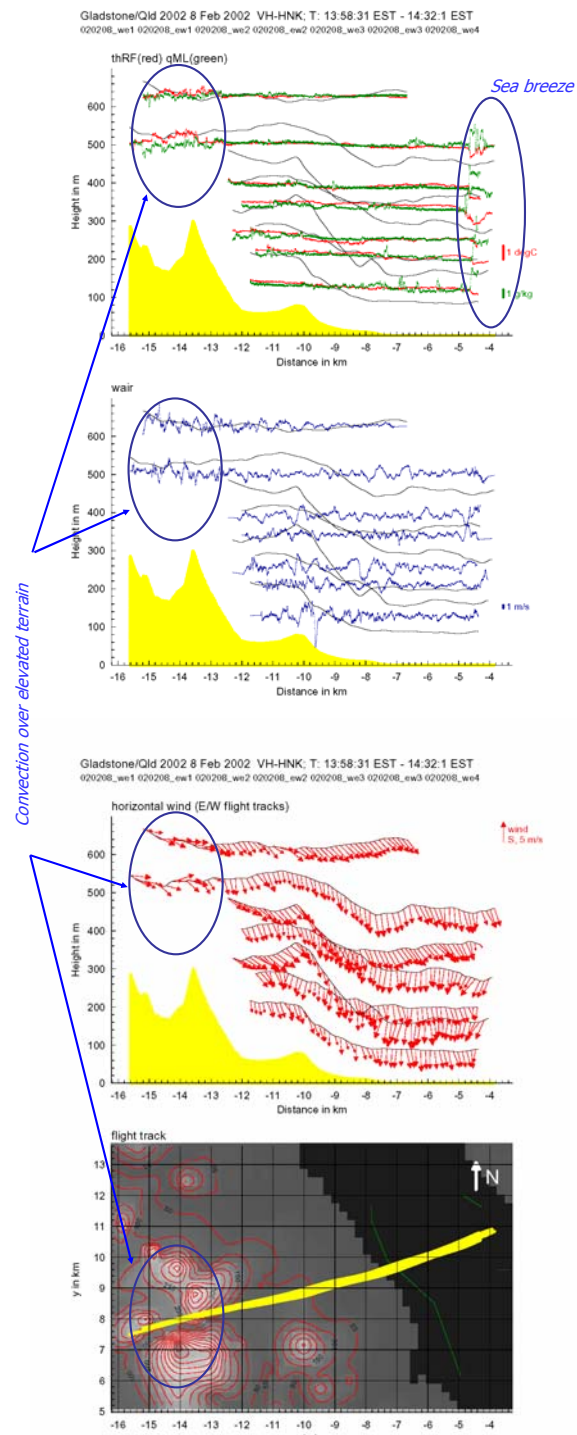 Gladstone/Qld 2002 8 Feb 2002 VH-HNK; T: 13:58:31 EST - 14:32:1 EST
020208_we1 020208_ew1 020208_we2 020208_ew2 020208_we3 020208_ew3 020208_we4
thRF(red) qML(green)
Sea breeze
600
500
400
300
200
100
0
Height in m
1 degC
1 g/kg
-16 -15 -14 -13 -12 -11 -10 -9 -8 -7 -6 -5 -4
Distance in km
wair
600
500
400
300
200
100
0
Height in m
1 m/s
-16 -15 -14 -13 -12 -11 -10 -9 -8 -7 -6 -5 -4
Distance in km
Convection over elevated terrain
Gladstone/Qld 2002 8 Feb 2002 VH-HNK; T: 13:58:31 EST - 14:32:1 EST
020208_we1 020208_ew1 020208_we2 020208_ew2 020208_we3 020208_ew3 020208_we4
horizontal wind (E/W flight tracks)
wind
S, 5 m/s
600
500
400
300
200
100
0
Height in m
-16 -15 -14 -13 -12 -11 -10 -9 -8 -7 -6 -5 -4
Distance in km
flight track
N
13
12
11
10
9
8
7
6
5
y in km
-16 -15 -14 -13 -12 -11 -10 -9 -8 -7 -6 -5 -4